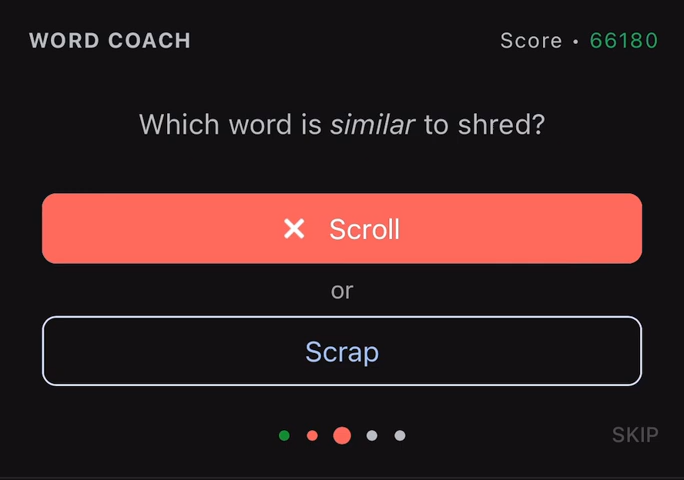 WORD COACH
Score • 66180
Which word is similar to shred?
✕ Scroll
or
Scrap
SKIP